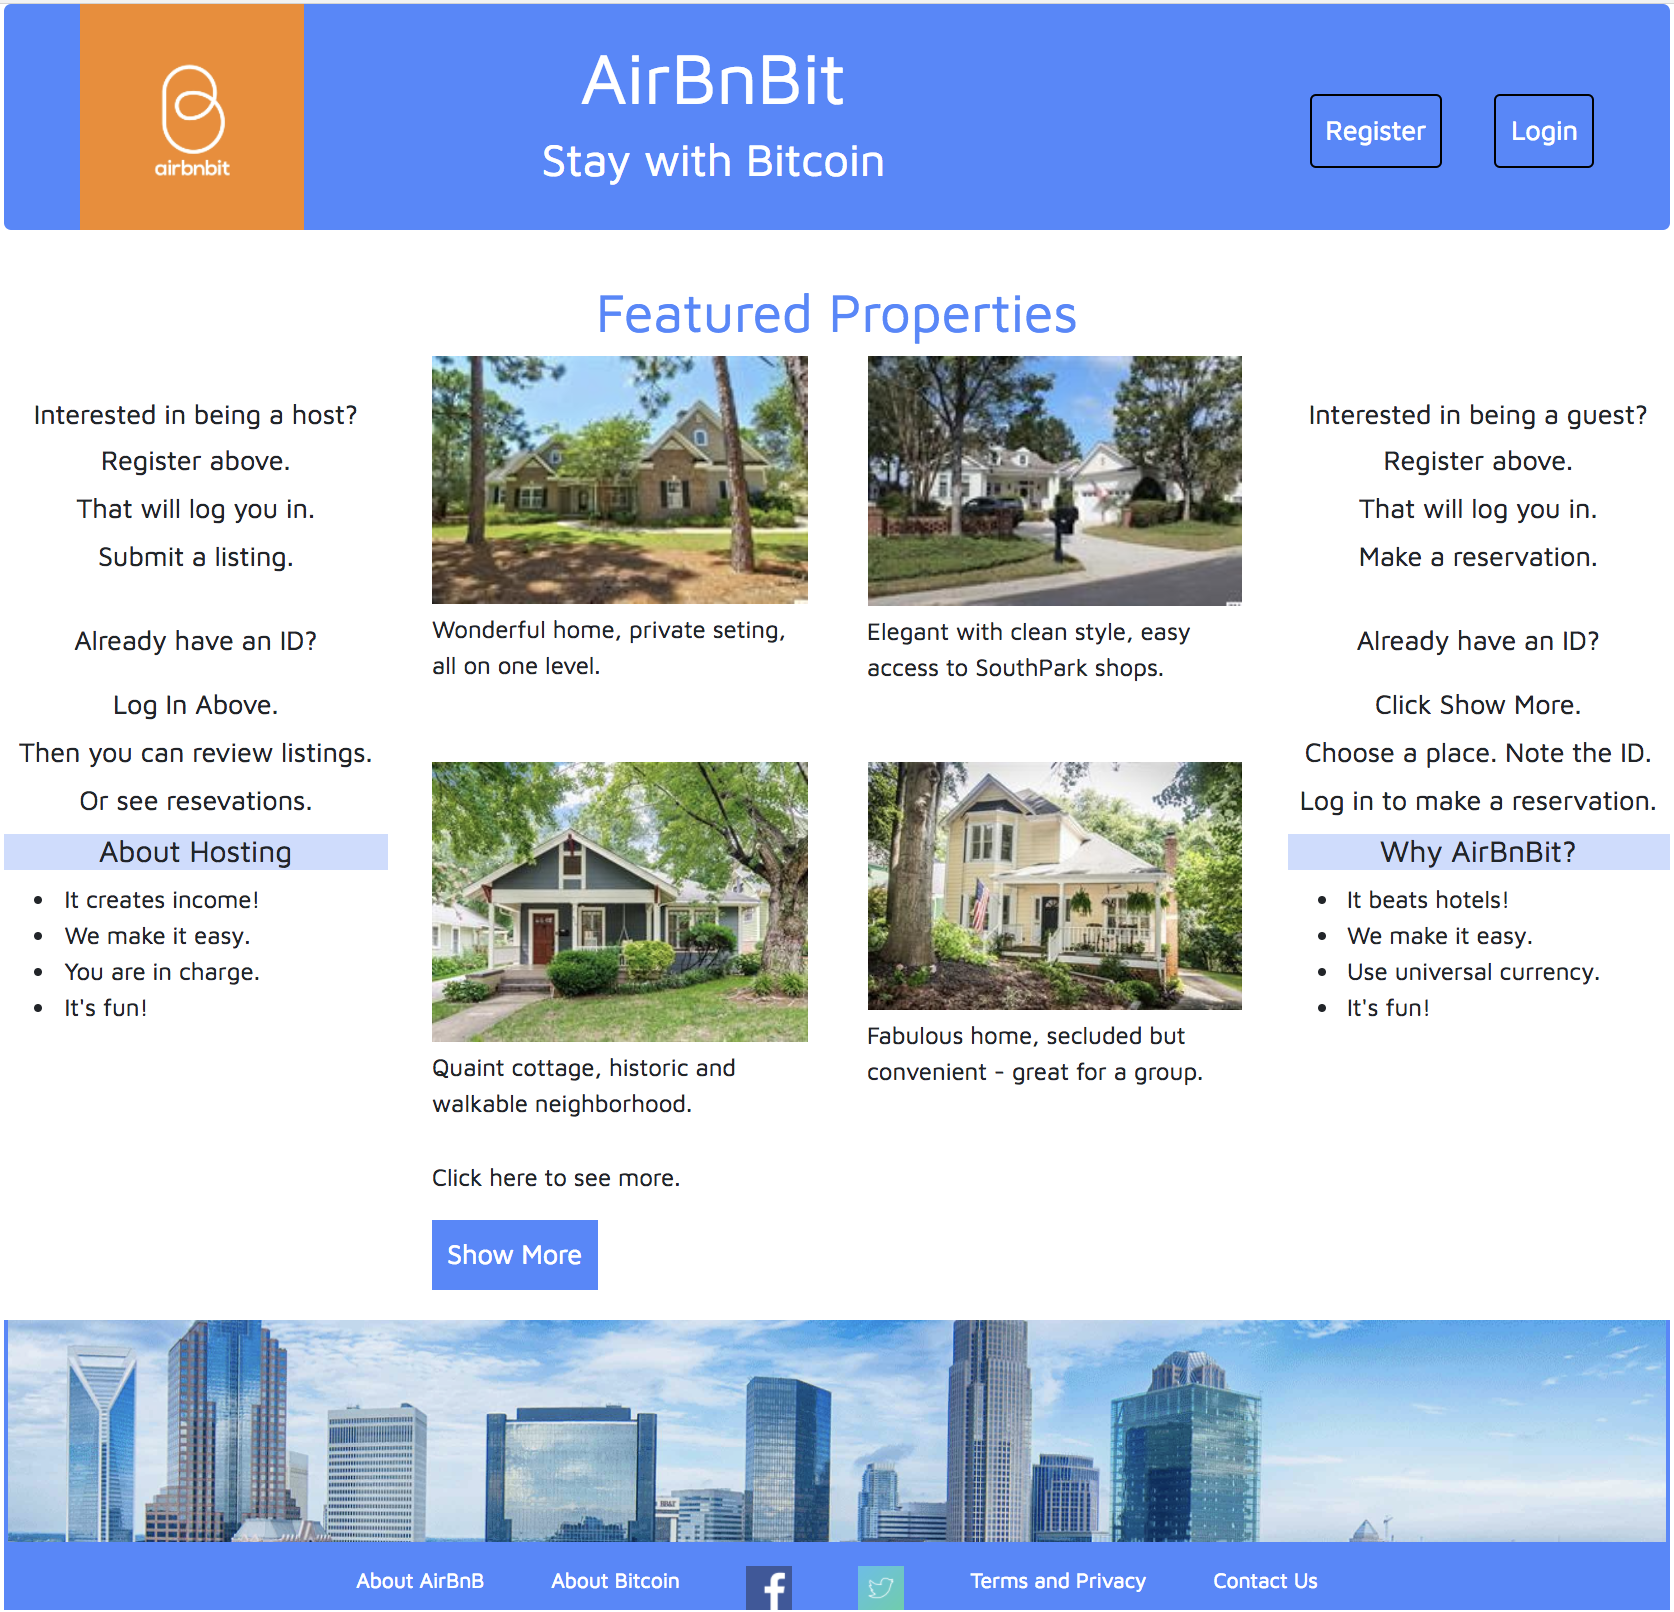 airbnbit
AirBnBit
Stay with Bitcoin
Register
Login
Featured Properties
Interested in being a host?
Register above.
That will log you in.
Submit a listing.
Already have an ID?
Log In Above.
Then you can review listings.
Or see resevations.
About Hosting
It creates income!
We make it easy.
You are in charge.
It's fun!
Wonderful home, private seting,
all on one level.
Elegant with clean style, easy
access to SouthPark shops.
Quaint cottage, historic and
walkable neighborhood.
Fabulous home, secluded but
convenient - great for a group.
Click here to see more.
Show More
Interested in being a guest?
Register above.
That will log you in.
Make a reservation.
Already have an ID?
Click Show More.
Choose a place. Note the ID.
Log in to make a reservation.
Why AirBnBit?
It beats hotels!
We make it easy.
Use universal currency.
It's fun!
About AirBnB
About Bitcoin
f
Terms and Privacy
Contact Us